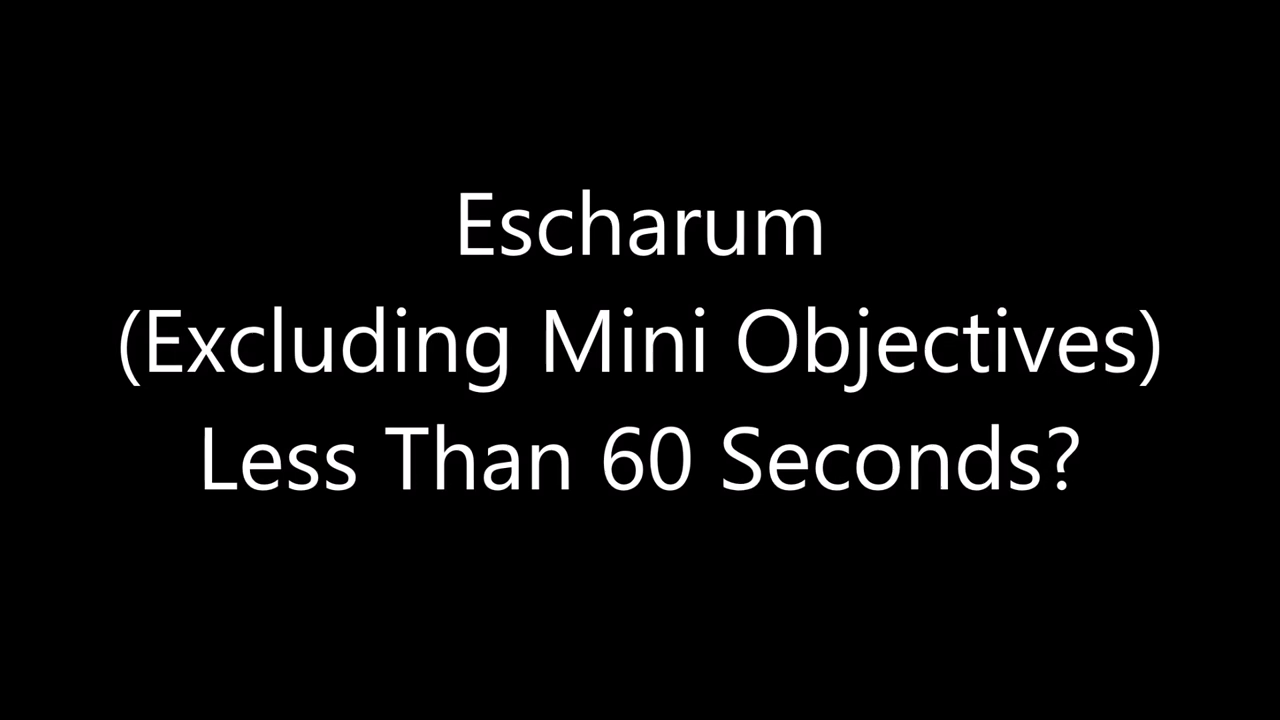 Escharum
(Excluding Mini Objectives)
Less Than 60 Seconds?